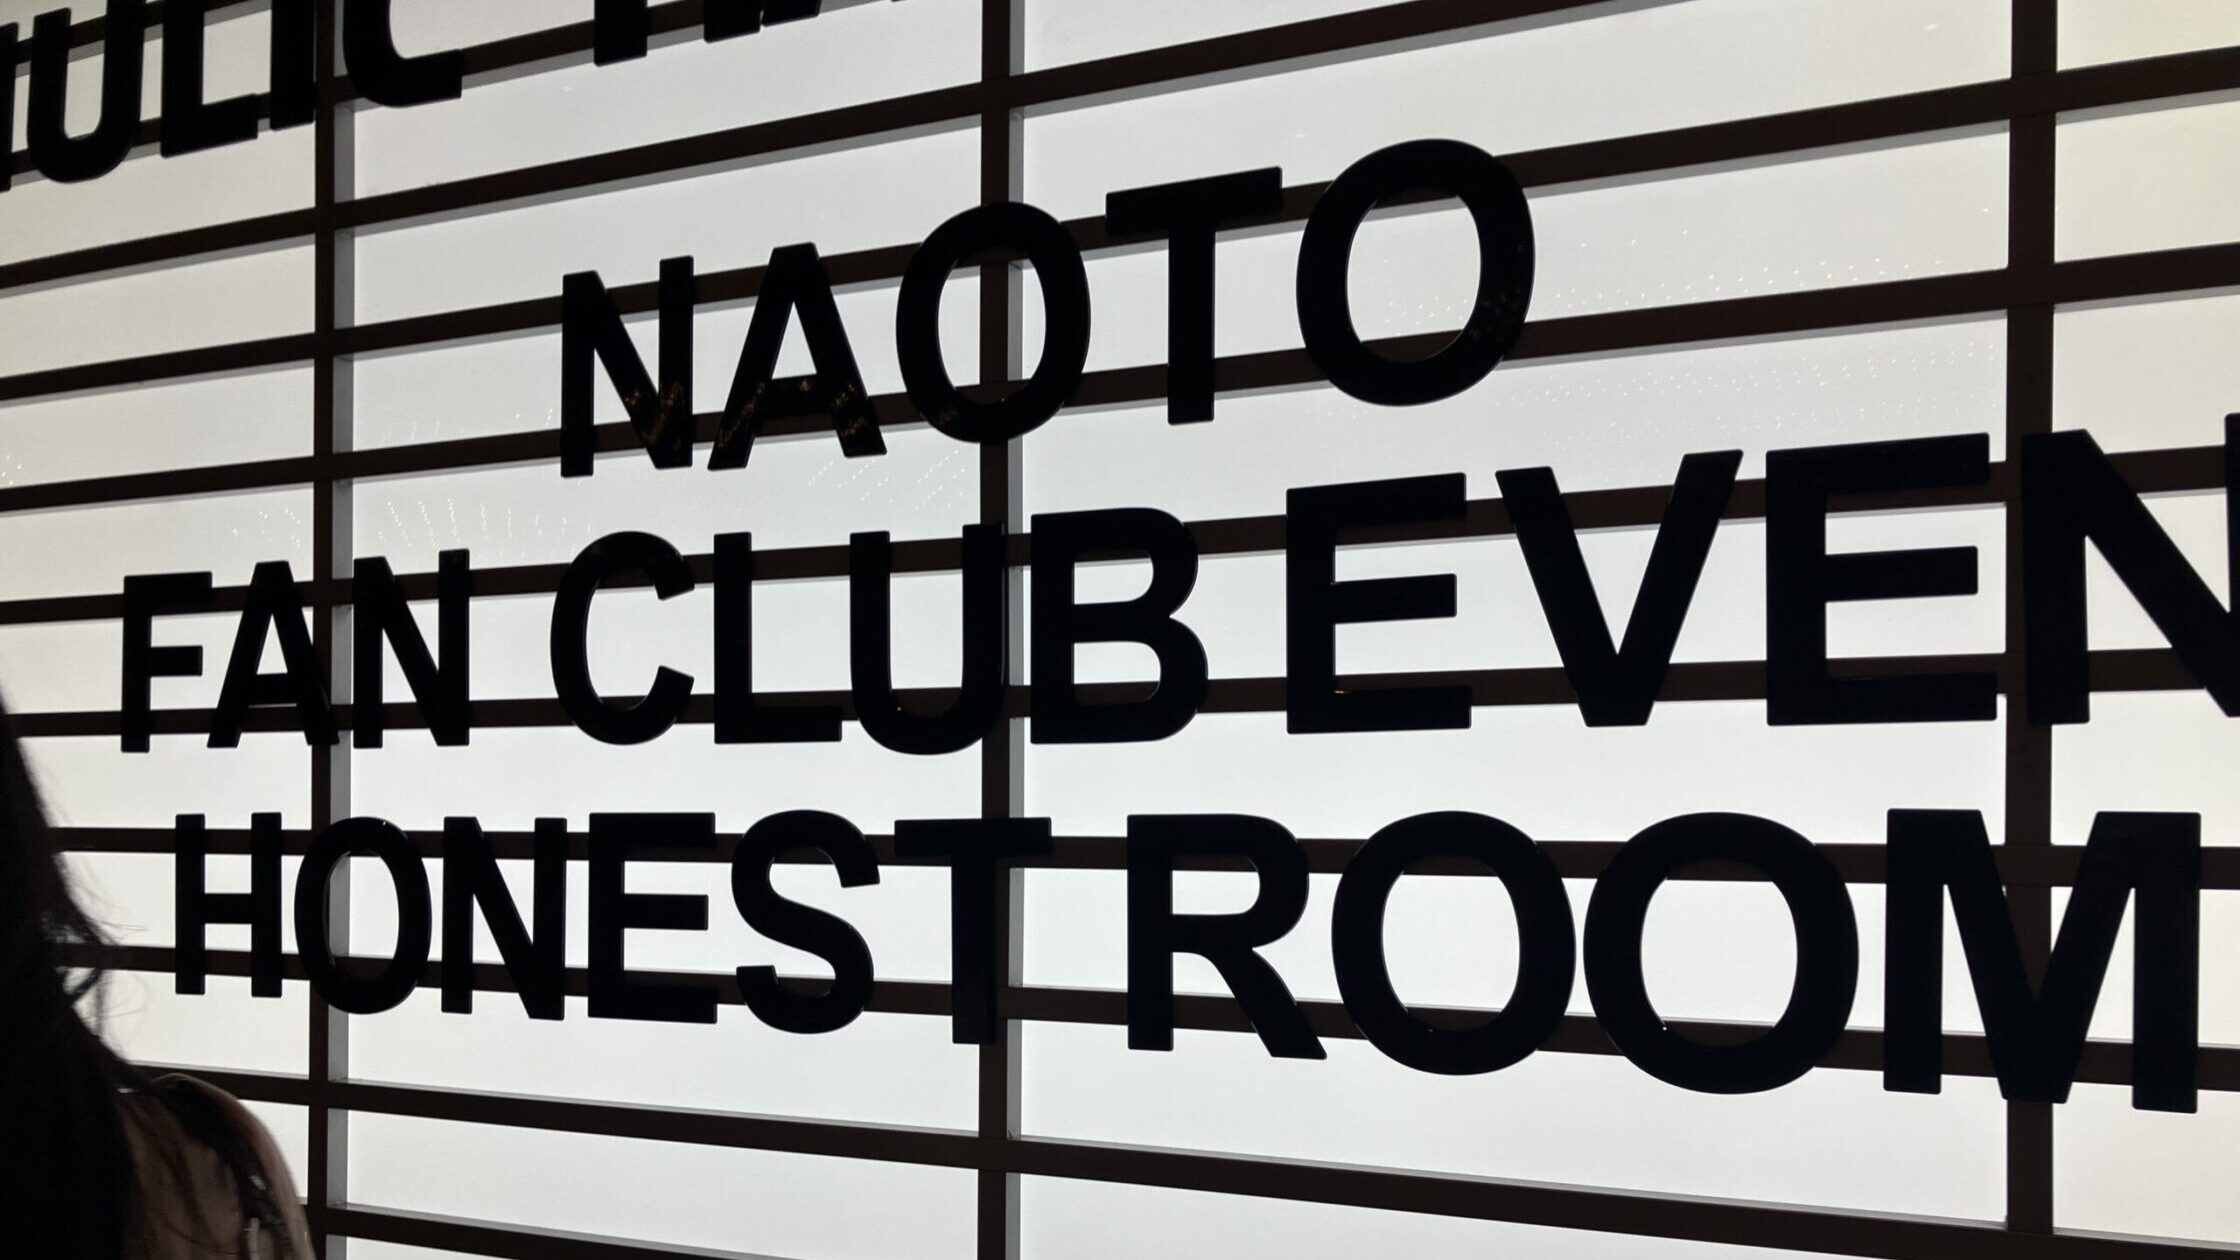 NAOTO
FAN CLUB EVEN
HONEST ROOM